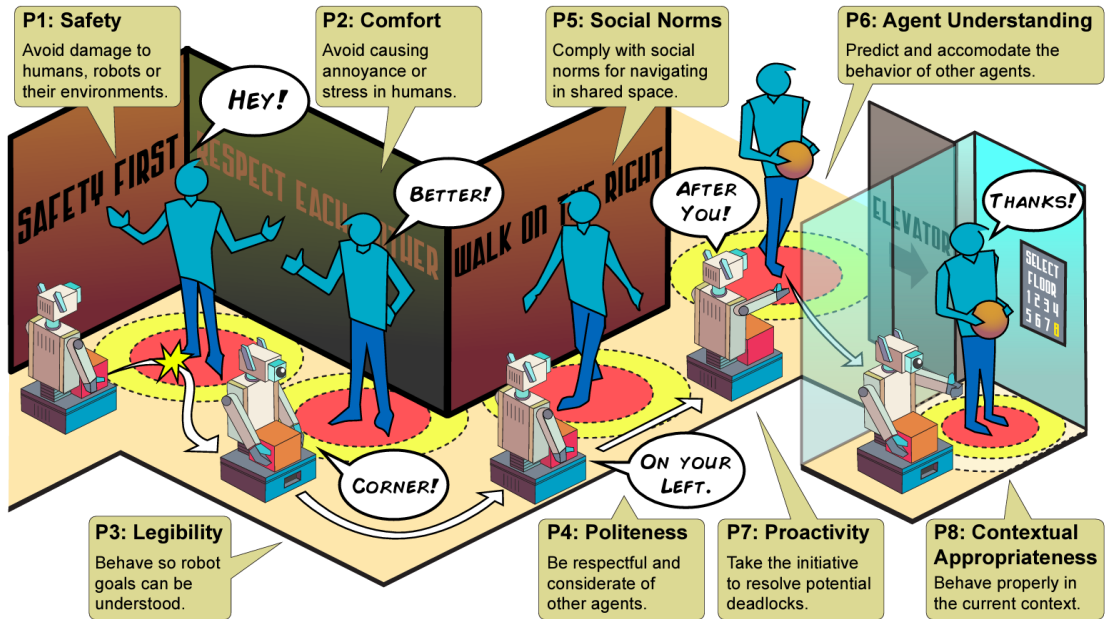 P1: Safety
Avoid damage to
humans, robots or
their environments.
P2: Comfort
Avoid causing
annoyance or
stress in humans.
P5: Social Norms
Comply with social
norms for navigating
in shared space.
P6: Agent Understanding
Predict and accomodate the
behavior of other agents.
HEY!
SAFETY FIRST
RESPECT EACH OTHER
BETTER!
WALK ON THE RIGHT
AFTER
YOU!
ELEVATOR
THANKS!
SELECT
FLOOR
1 2 3 4
5 6 7 8
CORNER!
ON YOUR
LEFT.
P3: Legibility
Behave so robot
goals can be
understood.
P4: Politeness
Be respectful and
considerate of
other agents.
P7: Proactivity
Take the initiative
to resolve potential
deadlocks.
P8: Contextual
Appropriateness
Behave properly in
the current context.